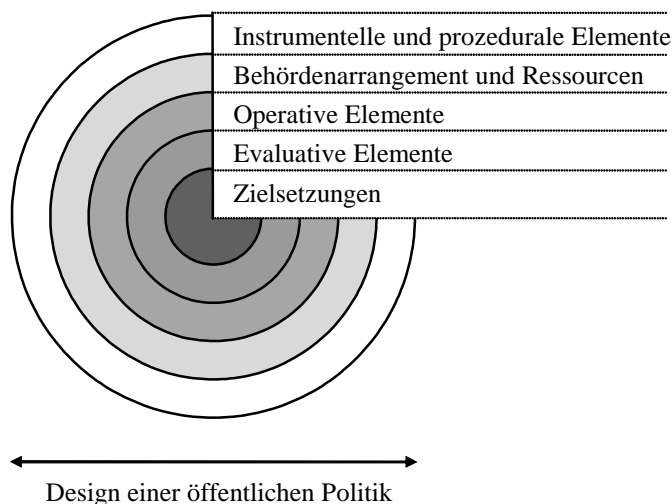 Instrumentelle und prozedurale Elemente
Behördenarrangement und Ressourcen
Operative Elemente
Evaluative Elemente
Zielsetzungen
Design einer öffentlichen Politik